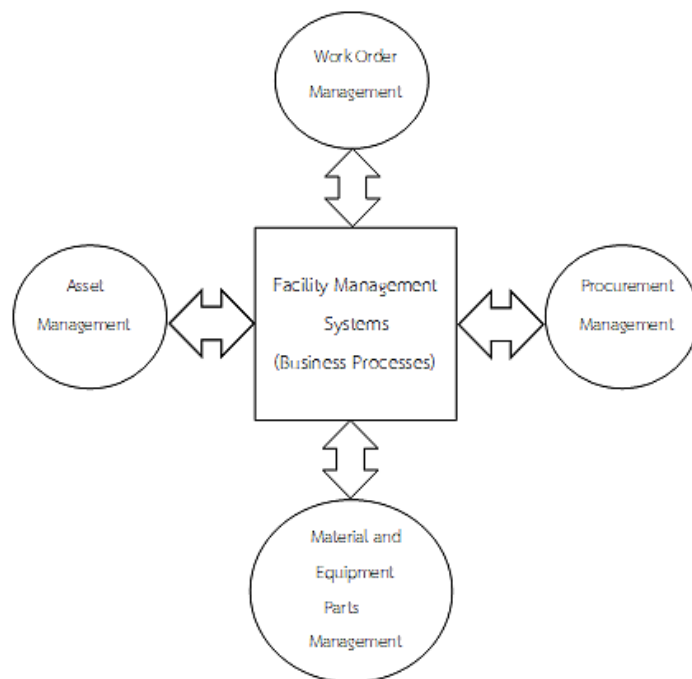 Work Order
Management
Asset
Management
Facility Management
Systems
(Business Processes)
Procurement
Management
Material and
Equipment
Parts
Management